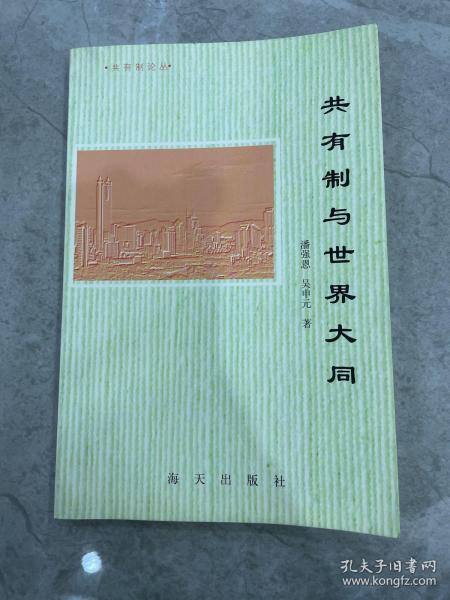 •共有制论丛•
共有制与世界大同
潘强恩 吴申元 著
海天出版社
孔夫子旧书网
www.kongfz.com